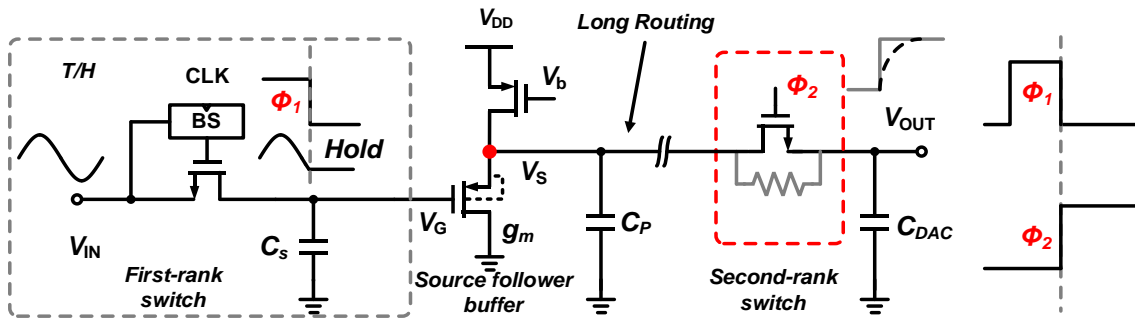 T/H
CLK
Φ1
BS
Hold
VIN
Cs
First-rank
switch
VDD
Vb
VS
VG
gm
Source follower
buffer
Long Routing
CP
Φ2
Second-rank
switch
VOUT
CDAC
Φ1
Φ2